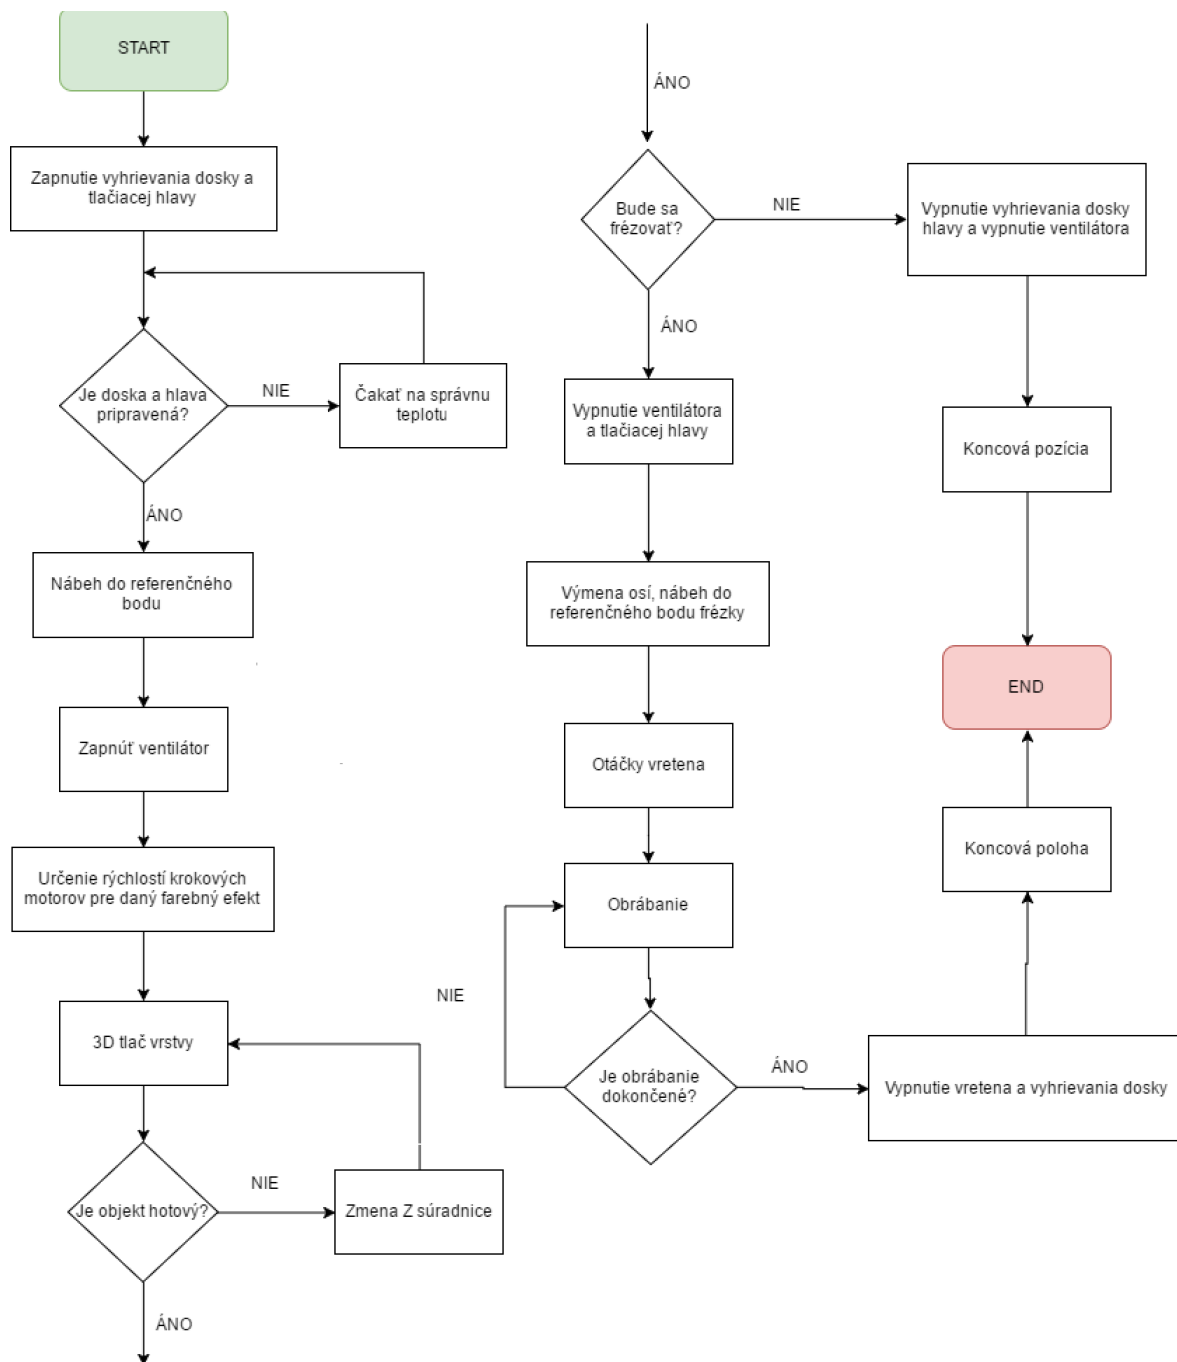 START
Zapnutie vyhrievania dosky a
tlačiacej hlavy
Je doska a hlava
pripravená?
NIE
Čakať na správnu
teplotu
ÁNO
Nábeh do referenčného
bodu
Zapnúť ventilátor
Určenie rýchlostí krokových
motorov pre daný farebný efekt
3D tlač vrstvy
Je objekt hotový?
NIE
Zmena Z súradnice
ÁNO
ÁNO
Bude sa
frézovať?
NIE
Vypnutie vyhrievania dosky
hlavy a vypnutie ventilátora
Koncová pozícia
ÁNO
Vypnutie ventilátora
a tlačiacej hlavy
Výmena osí, nábeh do
referenčného bodu frézky
Otáčky vretena
Obrábanie
NIE
Je obrábanie
dokončené?
ÁNO
Vypnutie vretena a vyhrievania dosky
Koncová poloha
END